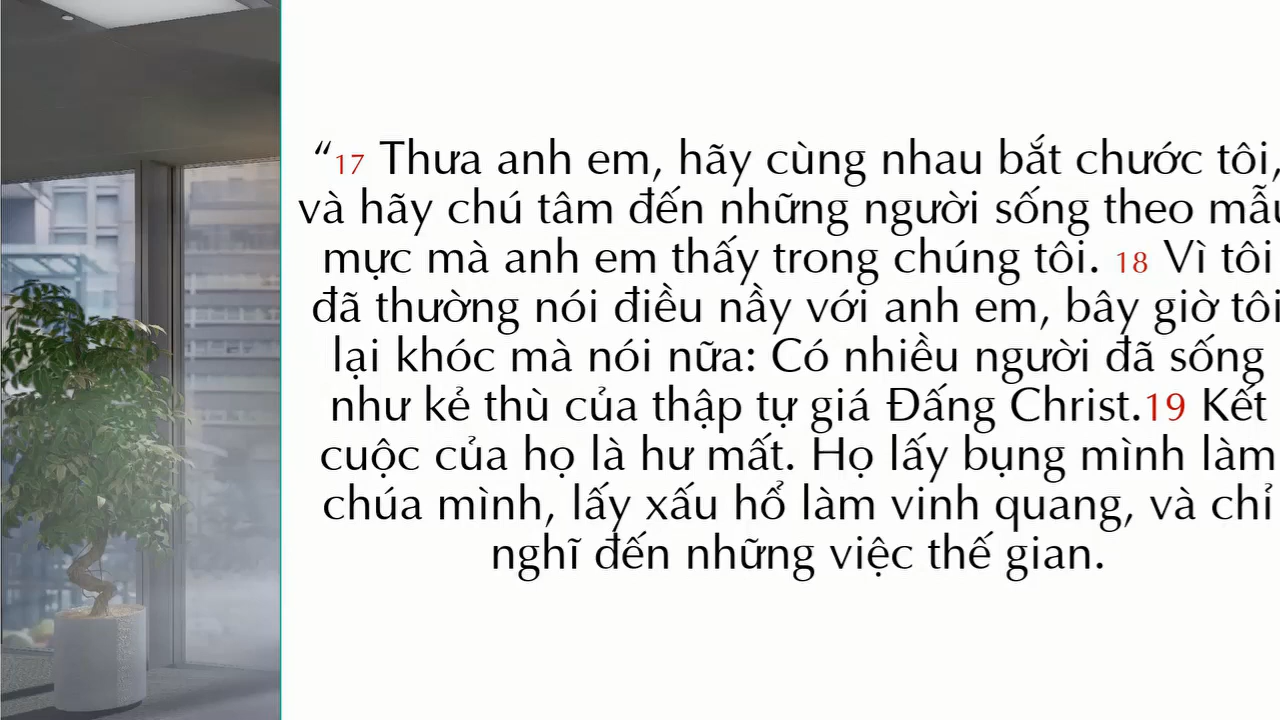 “17 Thưa anh em, hãy cùng nhau bắt chước tôi,
và hãy chú tâm đến những người sống theo mẫu
mực mà anh em thấy trong chúng tôi. 18 Vì tôi
đã thường nói điều nầy với anh em, bây giờ tôi
lại khóc mà nói nữa: Có nhiều người đã sống
như kẻ thù của thập tự giá Đấng Christ.19 Kết
cuộc của họ là hư mất. Họ lấy bụng mình làm
chúa mình, lấy xấu hổ làm vinh quang, và chỉ
nghĩ đến những việc thế gian.